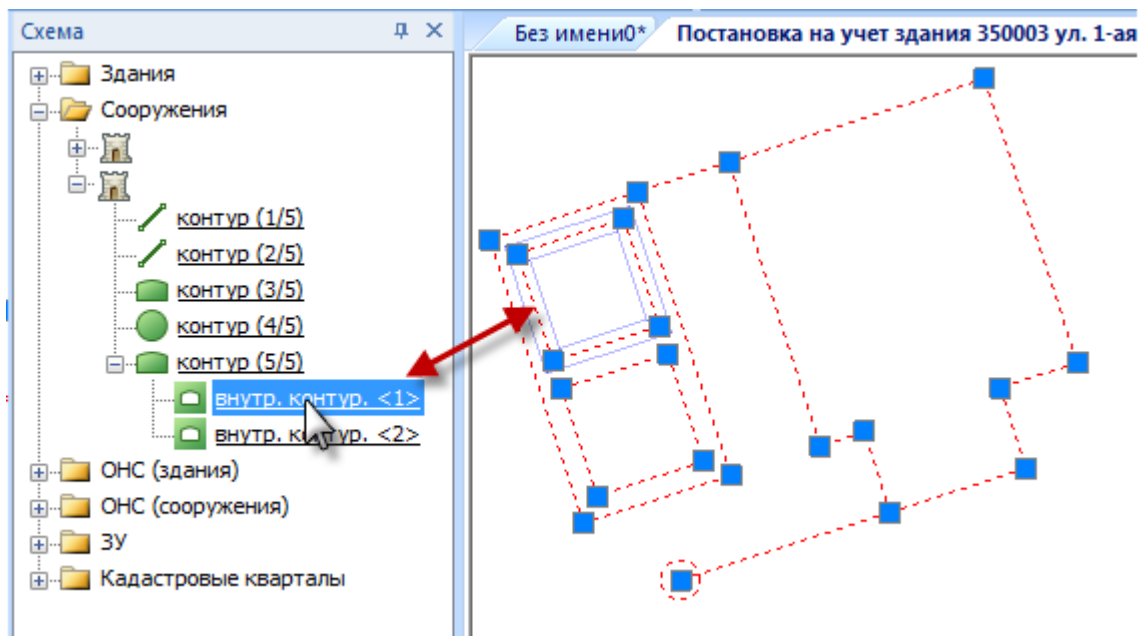 Схема
Без имени0*
Постановка на учет здания 350003 ул. 1-ая
Здания
Сооружения
контур (1/5)
контур (2/5)
контур (3/5)
контур (4/5)
контур (5/5)
внутр. контур. <1>
внутр. контур. <2>
ОНС (здания)
ОНС (сооружения)
ЗУ
Кадастровые кварталы